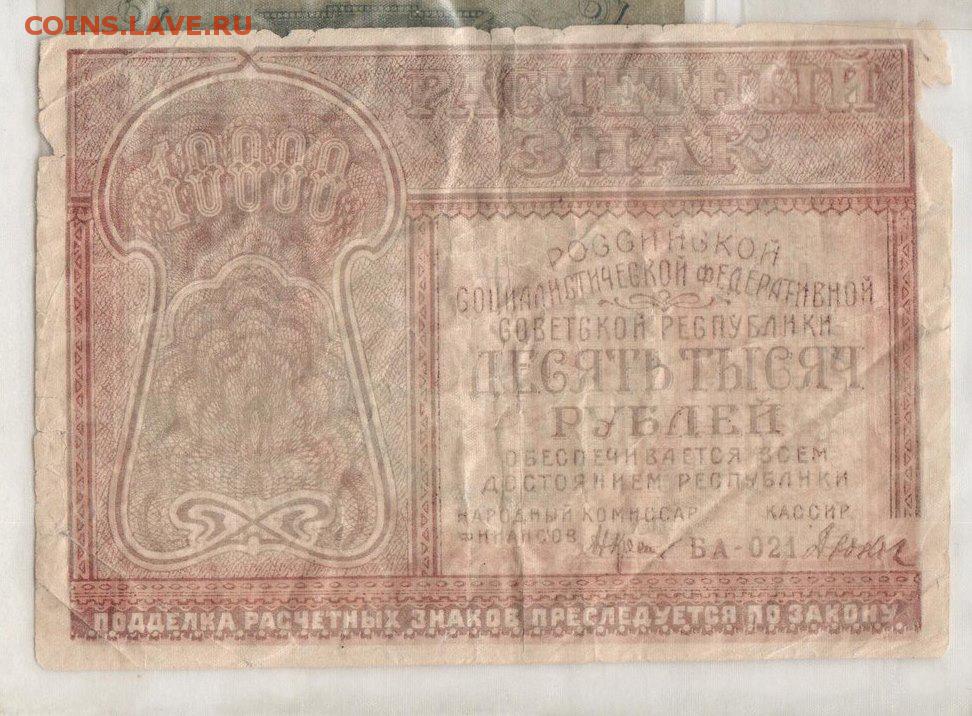 COINS.LAVE.RU
РАСЧЕТНЫЙ
ЗНАК
10000
10000
РОССИЙСКОЙ
СОЦИАЛИСТИЧЕСКОЙ ФЕДЕРАТИВНОЙ
СОВЕТСКОЙ РЕСПУБЛИКИ
ДЕСЯТЬ ТЫСЯЧ
РУБЛЕЙ
ОБЕСПЕЧИВАЕТСЯ ВСЕМ
ДОСТОЯНИЕМ РЕСПУБЛИКИ
НАРОДНЫЙ КОМИССАР КАССИР
ФИНАНСОВ
БА-021
ПОДДЕЛКА РАСЧЕТНЫХ ЗНАКОВ ПРЕСЛЕДУЕТСЯ ПО ЗАКОНУ.